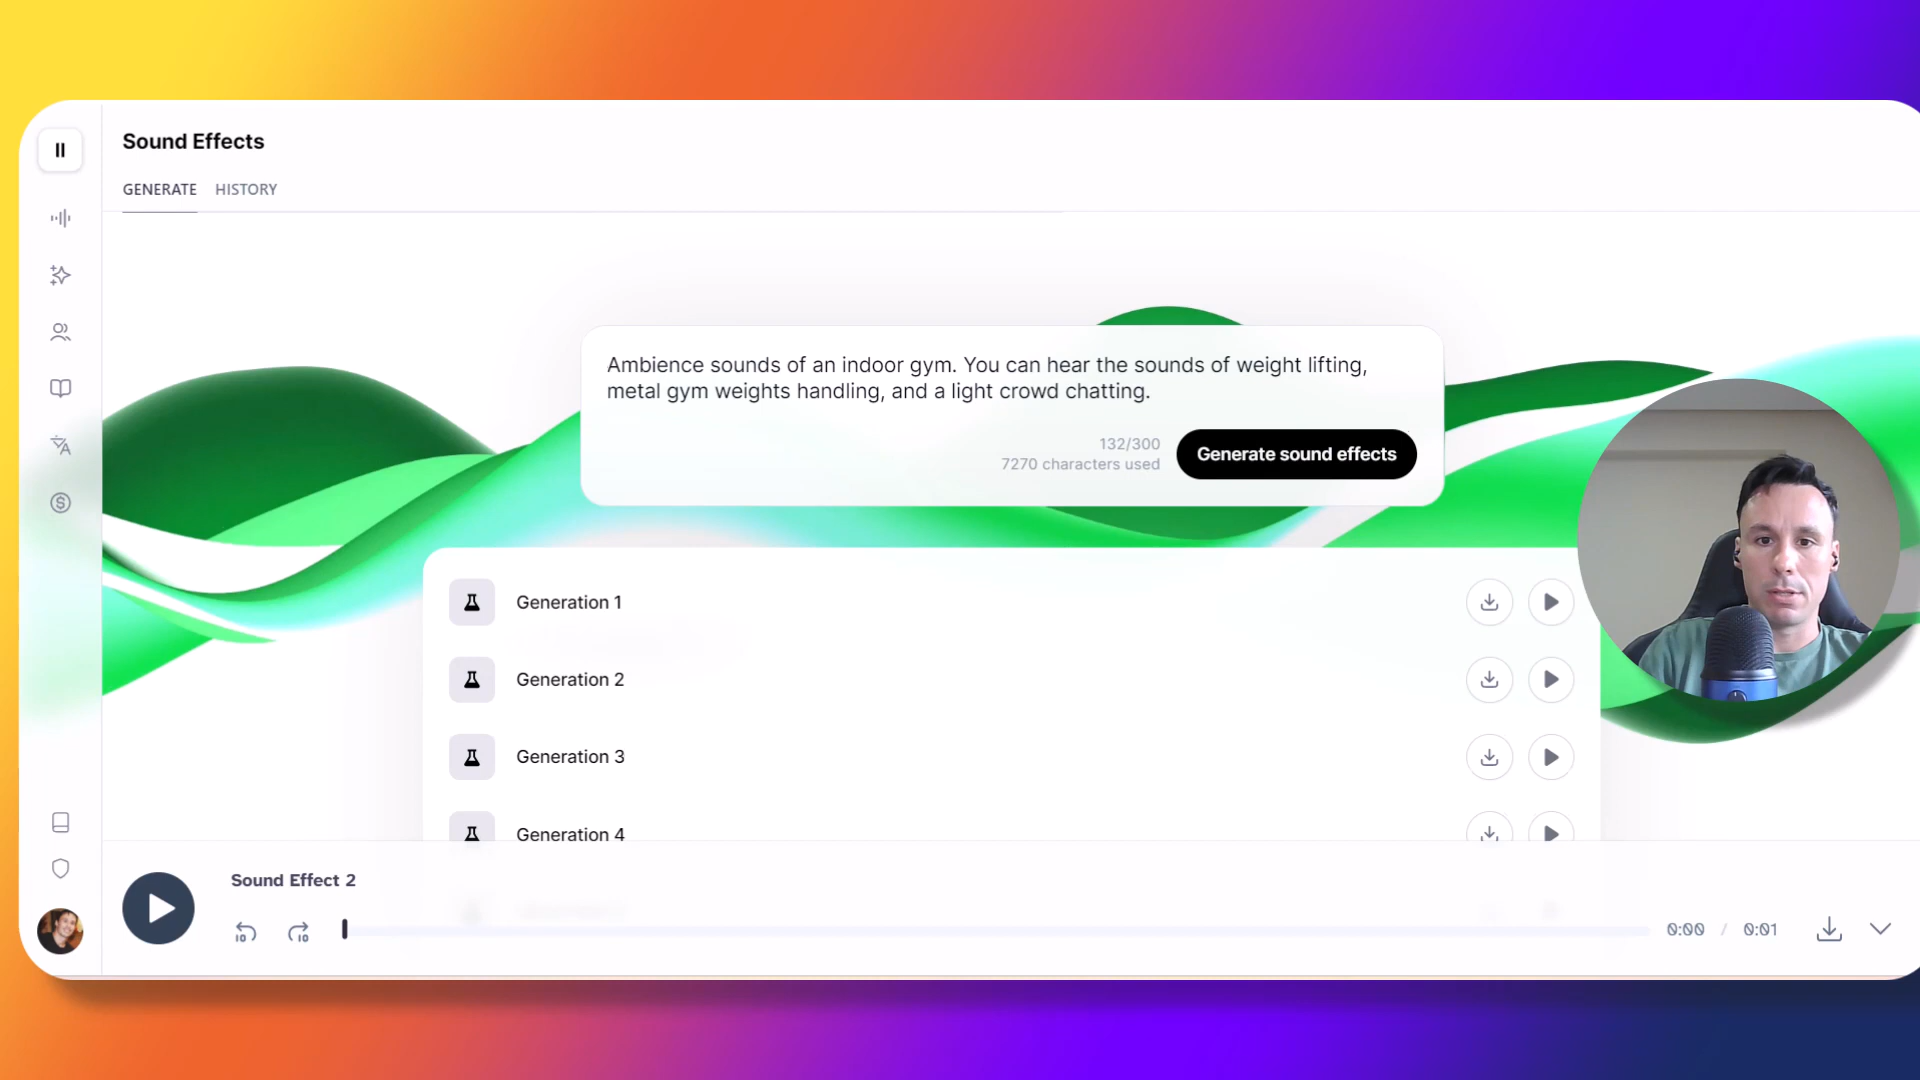 Sound Effects
GENERATE HISTORY
Ambience sounds of an indoor gym. You can hear the sounds of weight lifting,
metal gym weights handling, and a light crowd chatting.
132/300
7270 characters used
Generate sound effects
Generation 1
Generation 2
Generation 3
Generation 4
Sound Effect 2
10 10
0:00 / 0:01